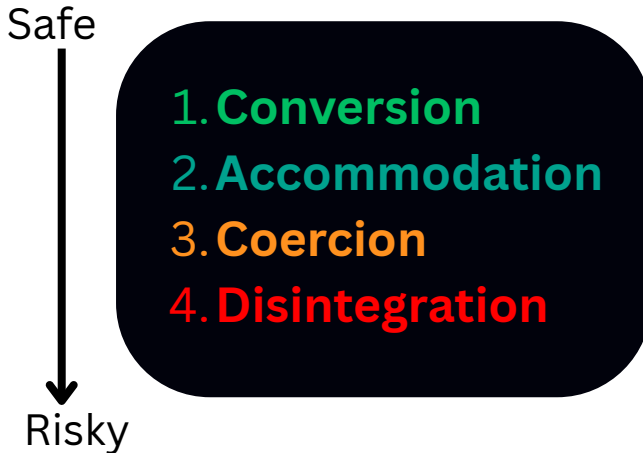 Safe
1. Conversion
2. Accommodation
3. Coercion
4. Disintegration
Risky